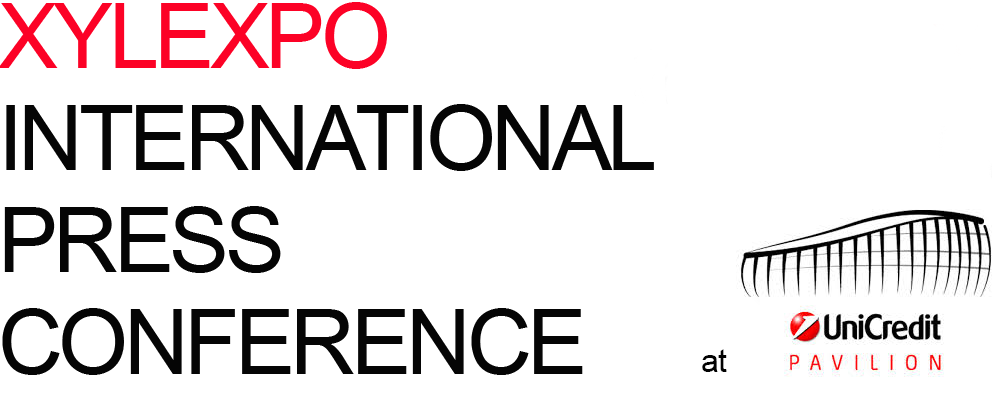 XYLEXPO
INTERNATIONAL
PRESS
CONFERENCE
at
UniCredit
PAVILION